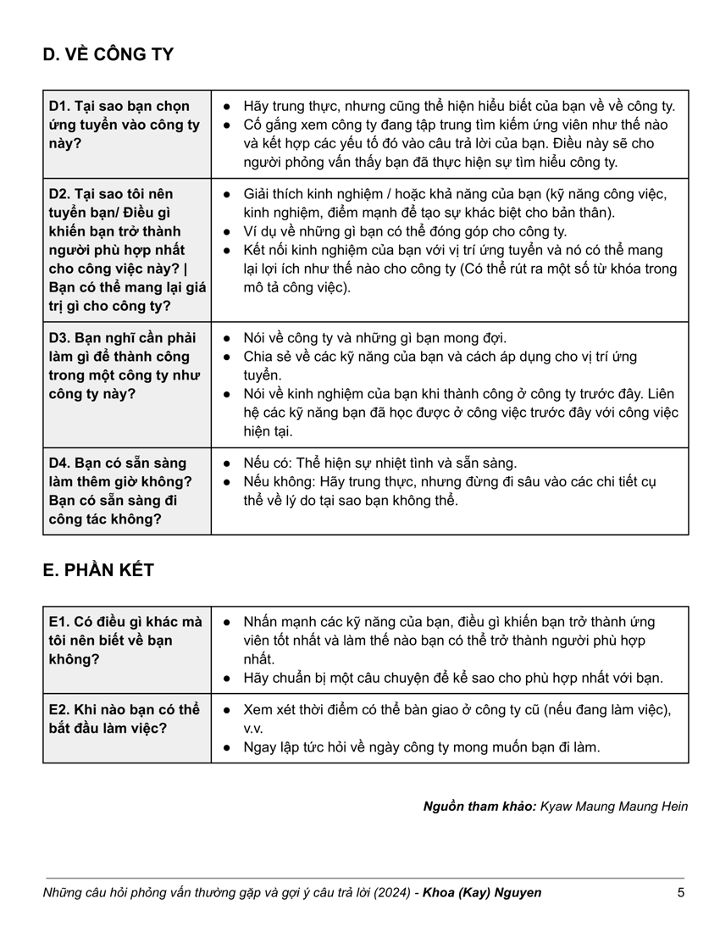 D. VỀ CÔNG TY
D1. Tại sao bạn chọn
ứng tuyển vào công ty
này?
● Hãy trung thực, nhưng cũng thể hiện hiểu biết của bạn về về công ty.
● Cố gắng xem công ty đang tập trung tìm kiếm ứng viên như thế nào
và kết hợp các yếu tố đó vào câu trả lời của bạn. Điều này sẽ cho
người phỏng vấn thấy bạn đã thực hiện sự tìm hiểu công ty.
D2. Tại sao tôi nên
tuyển bạn/ Điều gì
khiến bạn trở thành
người phù hợp nhất
cho công việc này? |
Bạn có thể mang lại giá
trị gì cho công ty?
● Giải thích kinh nghiệm / hoặc khả năng của bạn (kỹ năng công việc,
kinh nghiệm, điểm mạnh để tạo sự khác biệt cho bản thân).
● Ví dụ về những gì bạn có thể đóng góp cho công ty.
● Kết nối kinh nghiệm của bạn với vị trí ứng tuyển và nó có thể mang
lại lợi ích như thế nào cho công ty (Có thể rút ra một số từ khóa trong
mô tả công việc).
D3. Bạn nghĩ cần phải
làm gì để thành công
trong một công ty như
công ty này?
● Nói về công ty và những gì bạn mong đợi.
● Chia sẻ về các kỹ năng của bạn và cách áp dụng cho vị trí ứng
tuyển.
● Nói về kinh nghiệm của bạn khi thành công ở công ty trước đây. Liên
hệ các kỹ năng bạn đã học được ở công việc trước đây với công việc
hiện tại.
D4. Bạn có sẵn sàng
làm thêm giờ không?
Bạn có sẵn sàng đi
công tác không?
● Nếu có: Thể hiện sự nhiệt tình và sẵn sàng.
● Nếu không: Hãy trung thực, nhưng đừng đi sâu vào các chi tiết cụ
thể về lý do tại sao bạn không thể.
E. PHẦN KẾT
E1. Có điều gì khác mà
tôi nên biết về bạn
không?
● Nhấn mạnh các kỹ năng của bạn, điều khiến bạn trở thành ứng
viên tốt nhất và làm thế nào bạn có thể trở thành người phù hợp
nhất.
● Hãy chuẩn bị một câu chuyện để kể sao cho phù hợp nhất với bạn.
E2. Khi nào bạn có thể
bắt đầu làm việc?
● Xem xét thời điểm có thể bàn giao ở công ty cũ (nếu đang làm việc),
v.v.
● Ngay lập tức hỏi về ngày công ty mong muốn bạn đi làm.
Nguồn tham khảo: Kyaw Maung Maung Hein
Những câu hỏi phỏng vấn thường gặp và gợi ý câu trả lời (2024) - Khoa (Kay) Nguyen 5